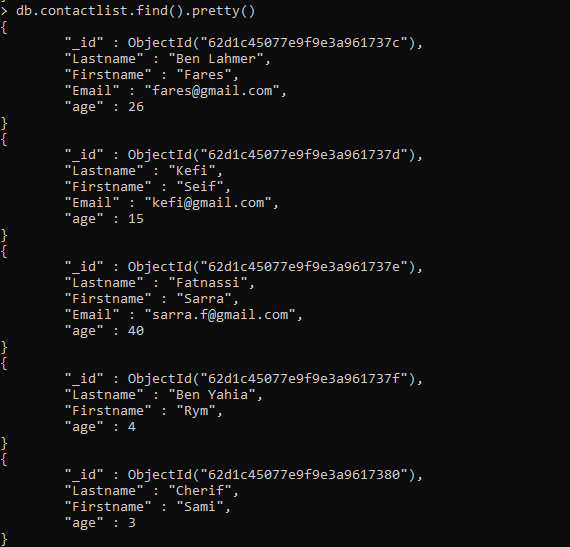 > db.contactlist.find().pretty()
{
        "_id" : ObjectId("62d1c45077e9f9e3a961737c"),
        "Lastname" : "Ben Lahmer",
        "Firstname" : "Fares",
        "Email" : "fares@gmail.com",
        "age" : 26
}
{
        "_id" : ObjectId("62d1c45077e9f9e3a961737d"),
        "Lastname" : "Kefi",
        "Firstname" : "Seif",
        "Email" : "kefi@gmail.com",
        "age" : 15
}
{
        "_id" : ObjectId("62d1c45077e9f9e3a961737e"),
        "Lastname" : "Fatnassi",
        "Firstname" : "Sarra",
        "Email" : "sarra.f@gmail.com",
        "age" : 40
}
{
        "_id" : ObjectId("62d1c45077e9f9e3a961737f"),
        "Lastname" : "Ben Yahia",
        "Firstname" : "Rym",
        "age" : 4
}
{
        "_id" : ObjectId("62d1c45077e9f9e3a9617380"),
        "Lastname" : "Cherif",
        "Firstname" : "Sami",
        "age" : 3
}